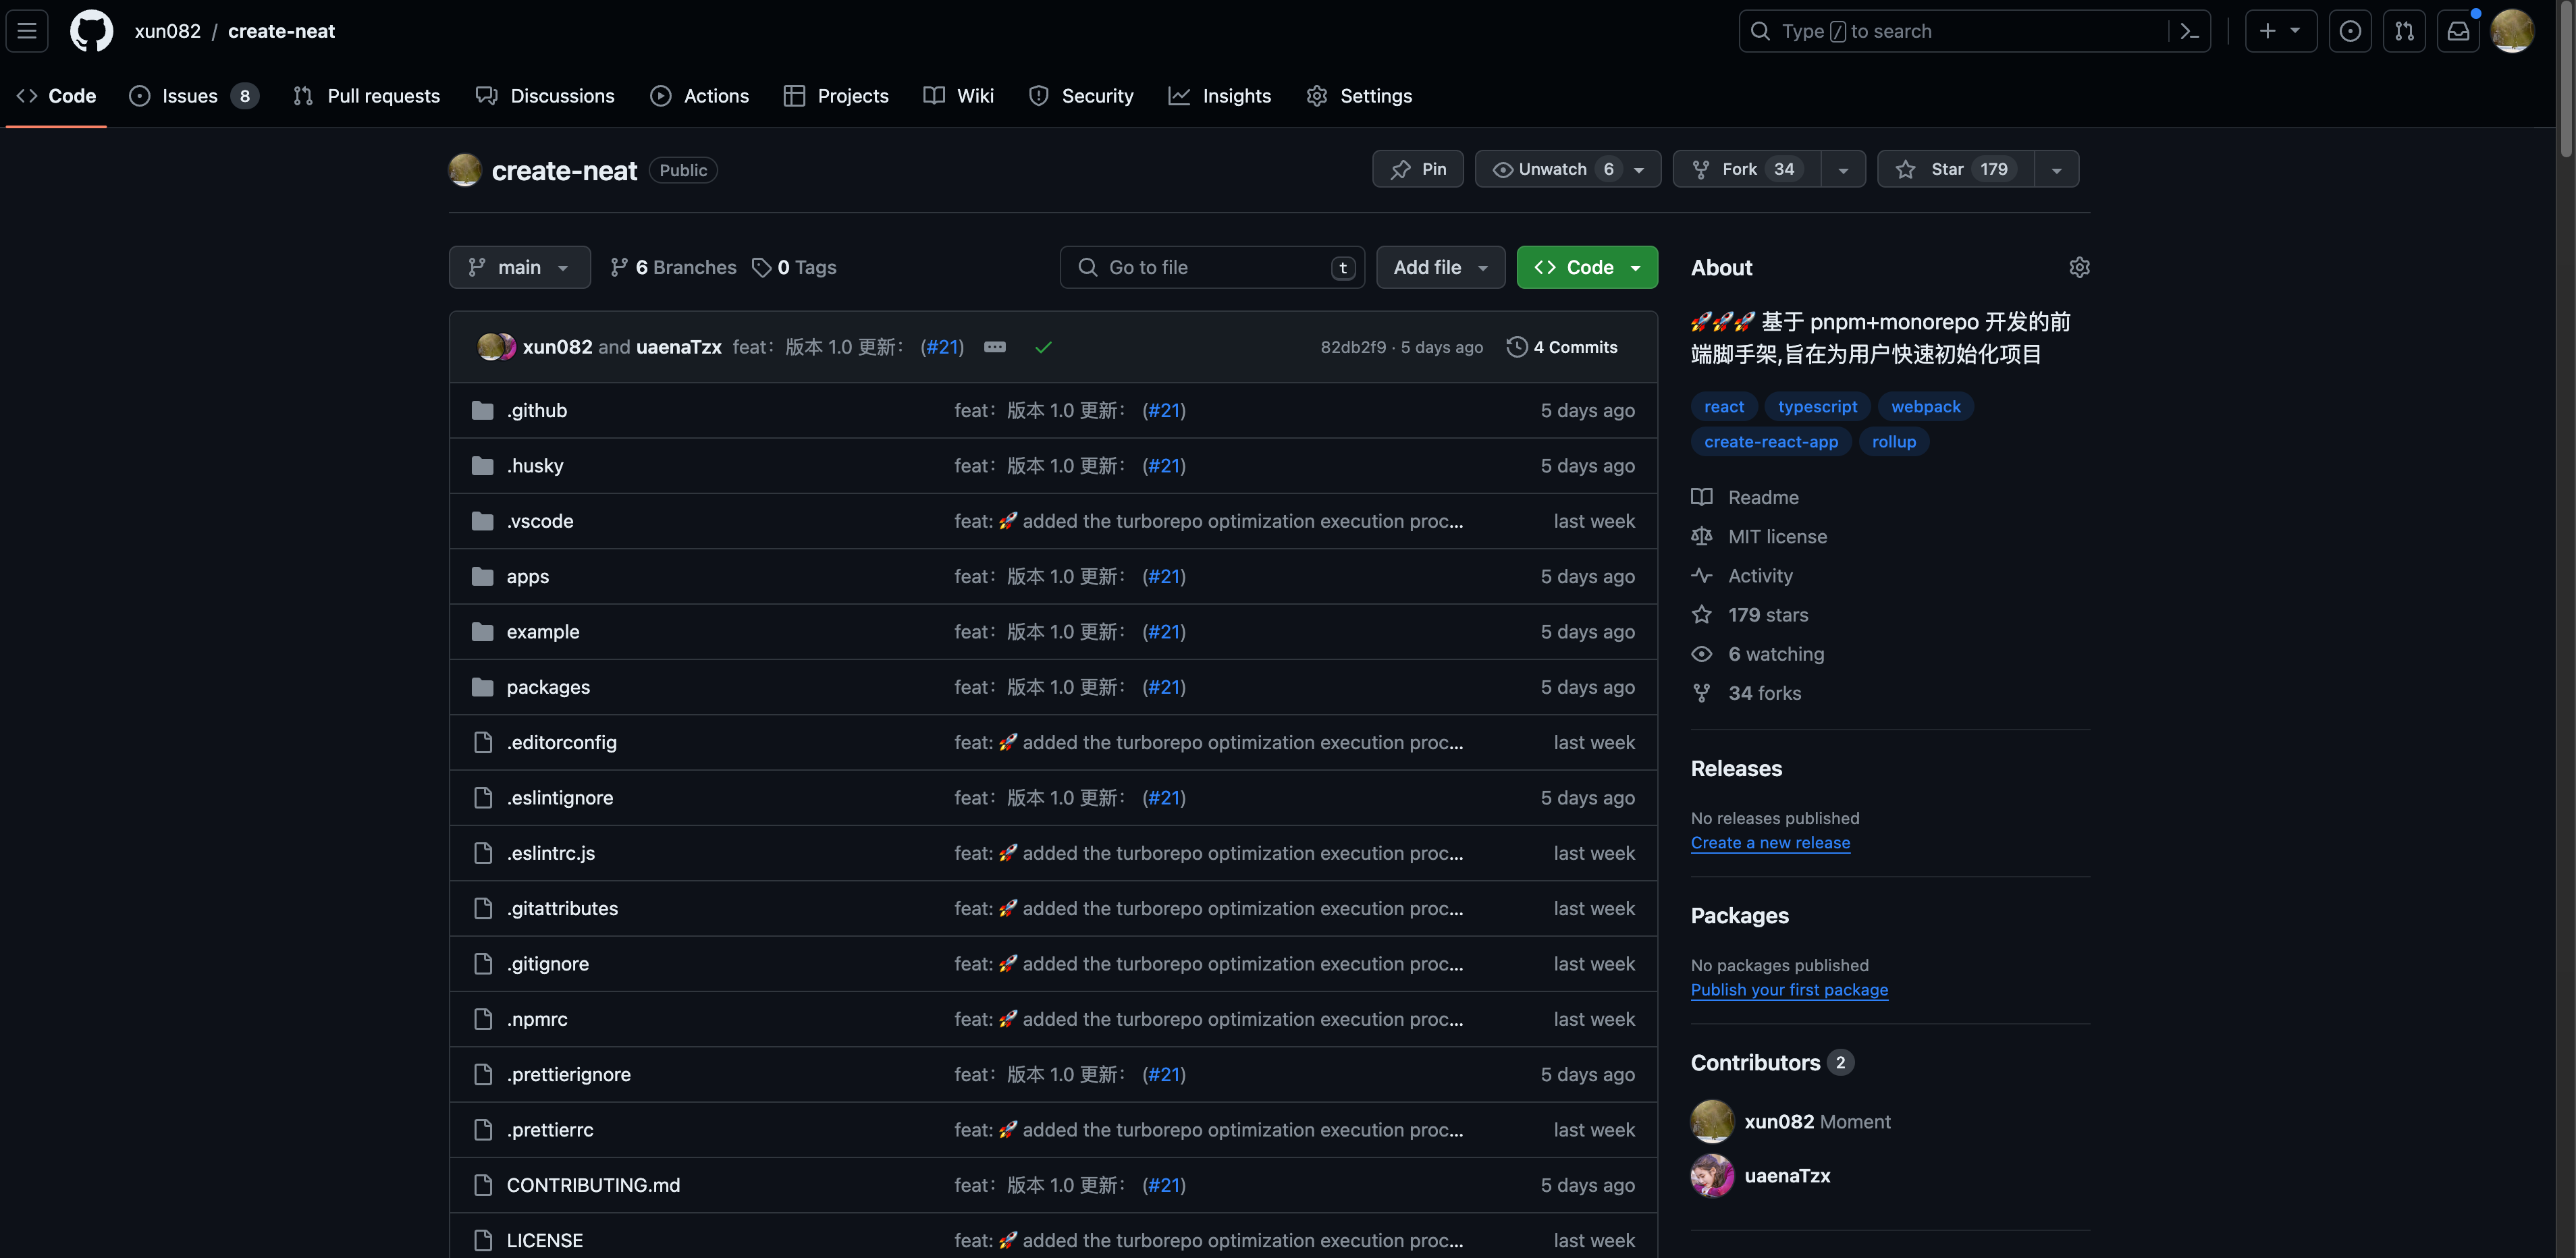 xun082 / create-neat
Type / to search
Code Issues 8 Pull requests Discussions Actions Projects Wiki Security Insights Settings
create-neat Public
Pin Unwatch 6 Fork 34 Star 179
main 6 Branches 0 Tags Go to file t Add file Code
xun082 and uaenaTzx feat：版本 1.0 更新： (#21) 82db2f9 · 5 days ago 4 Commits
.github feat：版本 1.0 更新： (#21) 5 days ago
.husky feat：版本 1.0 更新： (#21) 5 days ago
.vscode feat: 🚀 added the turborepo optimization execution proc... last week
apps feat：版本 1.0 更新： (#21) 5 days ago
example feat：版本 1.0 更新： (#21) 5 days ago
packages feat：版本 1.0 更新： (#21) 5 days ago
.editorconfig feat: 🚀 added the turborepo optimization execution proc... last week
.eslintignore feat：版本 1.0 更新： (#21) 5 days ago
.eslintrc.js feat: 🚀 added the turborepo optimization execution proc... last week
.gitattributes feat: 🚀 added the turborepo optimization execution proc... last week
.gitignore feat: 🚀 added the turborepo optimization execution proc... last week
.npmrc feat: 🚀 added the turborepo optimization execution proc... last week
.prettierignore feat：版本 1.0 更新： (#21) 5 days ago
.prettierrc feat: 🚀 added the turborepo optimization execution proc... last week
CONTRIBUTING.md feat：版本 1.0 更新： (#21) 5 days ago
LICENSE feat: 🚀 added the turborepo optimization execution proc... last week
About
🚀🚀🚀 基于 pnpm+monorepo 开发的前
端脚手架,旨在为用户快速初始化项目
react typescript webpack
create-react-app rollup
Readme
MIT license
Activity
179 stars
6 watching
34 forks
Releases
No releases published
Create a new release
Packages
No packages published
Publish your first package
Contributors 2
xun082 Moment
uaenaTzx